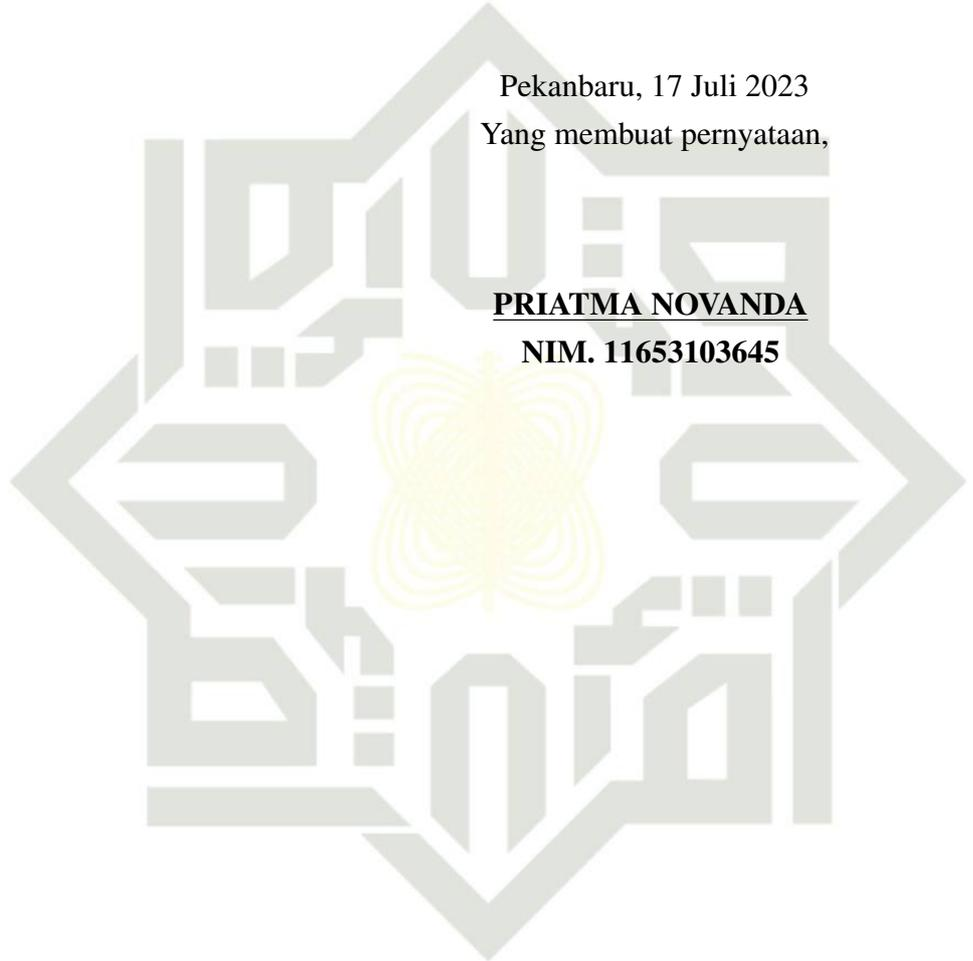 Pekanbaru, 17 Juli 2023
Yang membuat pernyataan,
PRIATMA NOVANDA
NIM. 11653103645